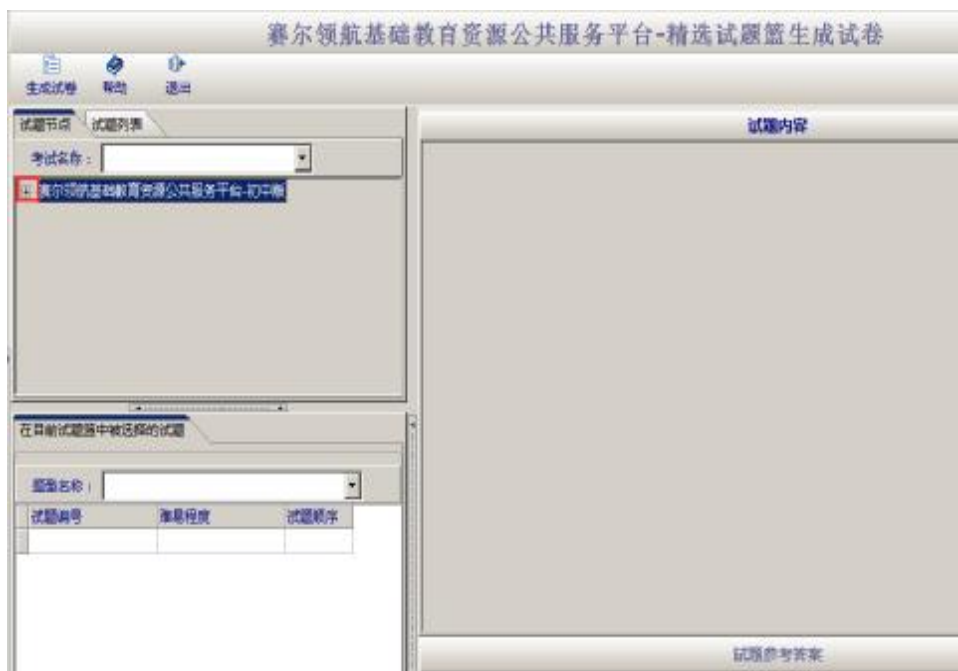 赛尔领航基础教育资源公共服务平台-精选试题篮生成试卷
生成试卷 帮助 退出
试题节点 试题列表
试题内容
考试名称：
赛尔领航基础教育资源公共服务平台-初中版
在目前试题篮中被选择的试题
题型名称：
试题编号 难易程度 试题顺序
试题参考答案